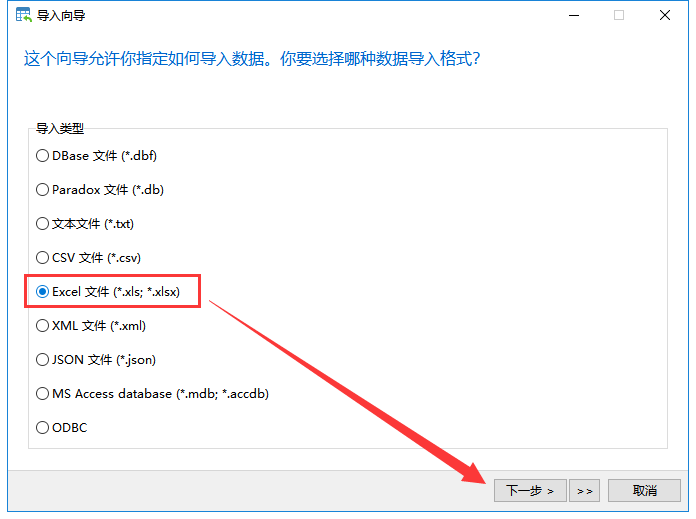 导入向导
这个向导允许你指定如何导入数据。你要选择哪种数据导入格式？
导入类型
DBase 文件 (*.dbf)
Paradox 文件 (*.db)
文本文件 (*.txt)
CSV 文件 (*.csv)
Excel 文件 (*.xls; *.xlsx)
XML 文件 (*.xml)
JSON 文件 (*.json)
MS Access database (*.mdb; *.accdb)
ODBC
下一步 > >> 取消